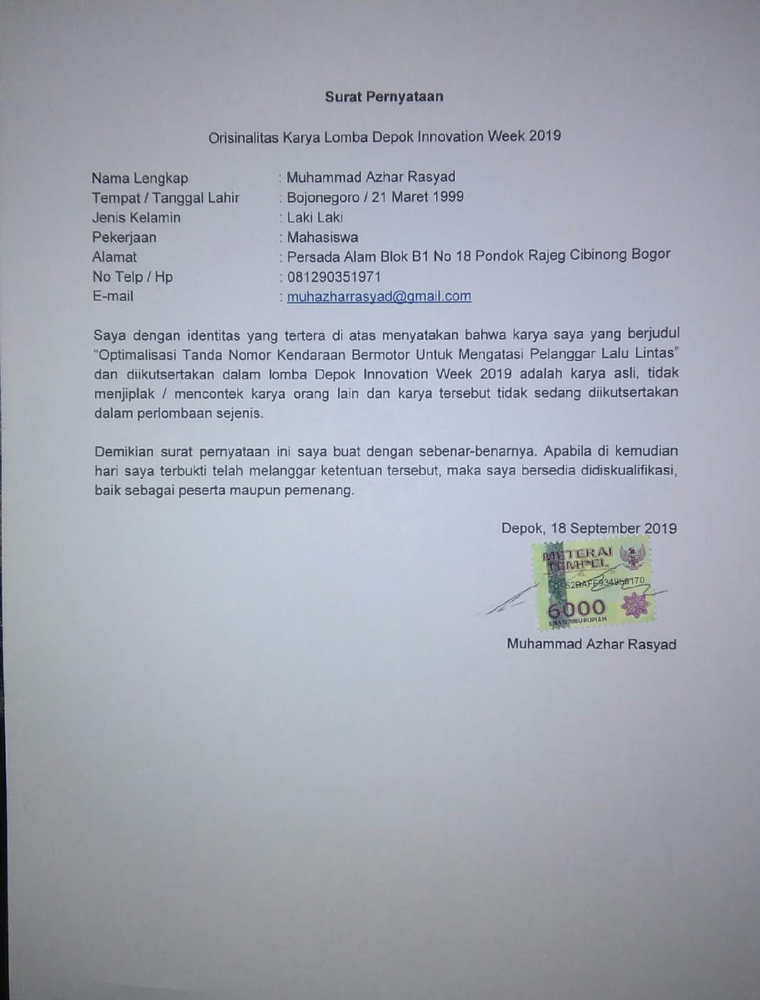 Surat Pernyataan
Orisinalitas Karya Lomba Depok Innovation Week 2019
Nama Lengkap : Muhammad Azhar Rasyad
Tempat / Tanggal Lahir : Bojonegoro / 21 Maret 1999
Jenis Kelamin : Laki Laki
Pekerjaan : Mahasiswa
Alamat : Persada Alam Blok B1 No 18 Pondok Rajeg Cibinong Bogor
No Telp / Hp : 081290351971
E-mail : muhazharrasyad@gmail.com
Saya dengan identitas yang tertera di atas menyatakan bahwa karya saya yang berjudul
“Optimalisasi Tanda Nomor Kendaraan Bermotor Untuk Mengatasi Pelanggar Lalu Lintas”
dan diikutsertakan dalam lomba Depok Innovation Week 2019 adalah karya asli, tidak
menjiplak / mencontek karya orang lain dan karya tersebut tidak sedang diikutsertakan
dalam perlombaan sejenis.
Demikian surat pernyataan ini saya buat dengan sebenar-benarnya. Apabila di kemudian
hari saya terbukti telah melanggar ketentuan tersebut, maka saya bersedia didiskualifikasi,
baik sebagai peserta maupun pemenang.
Depok, 18 September 2019
METERAI
TEMPEL
6000
ENAM RIBU RUPIAH
Muhammad Azhar Rasyad